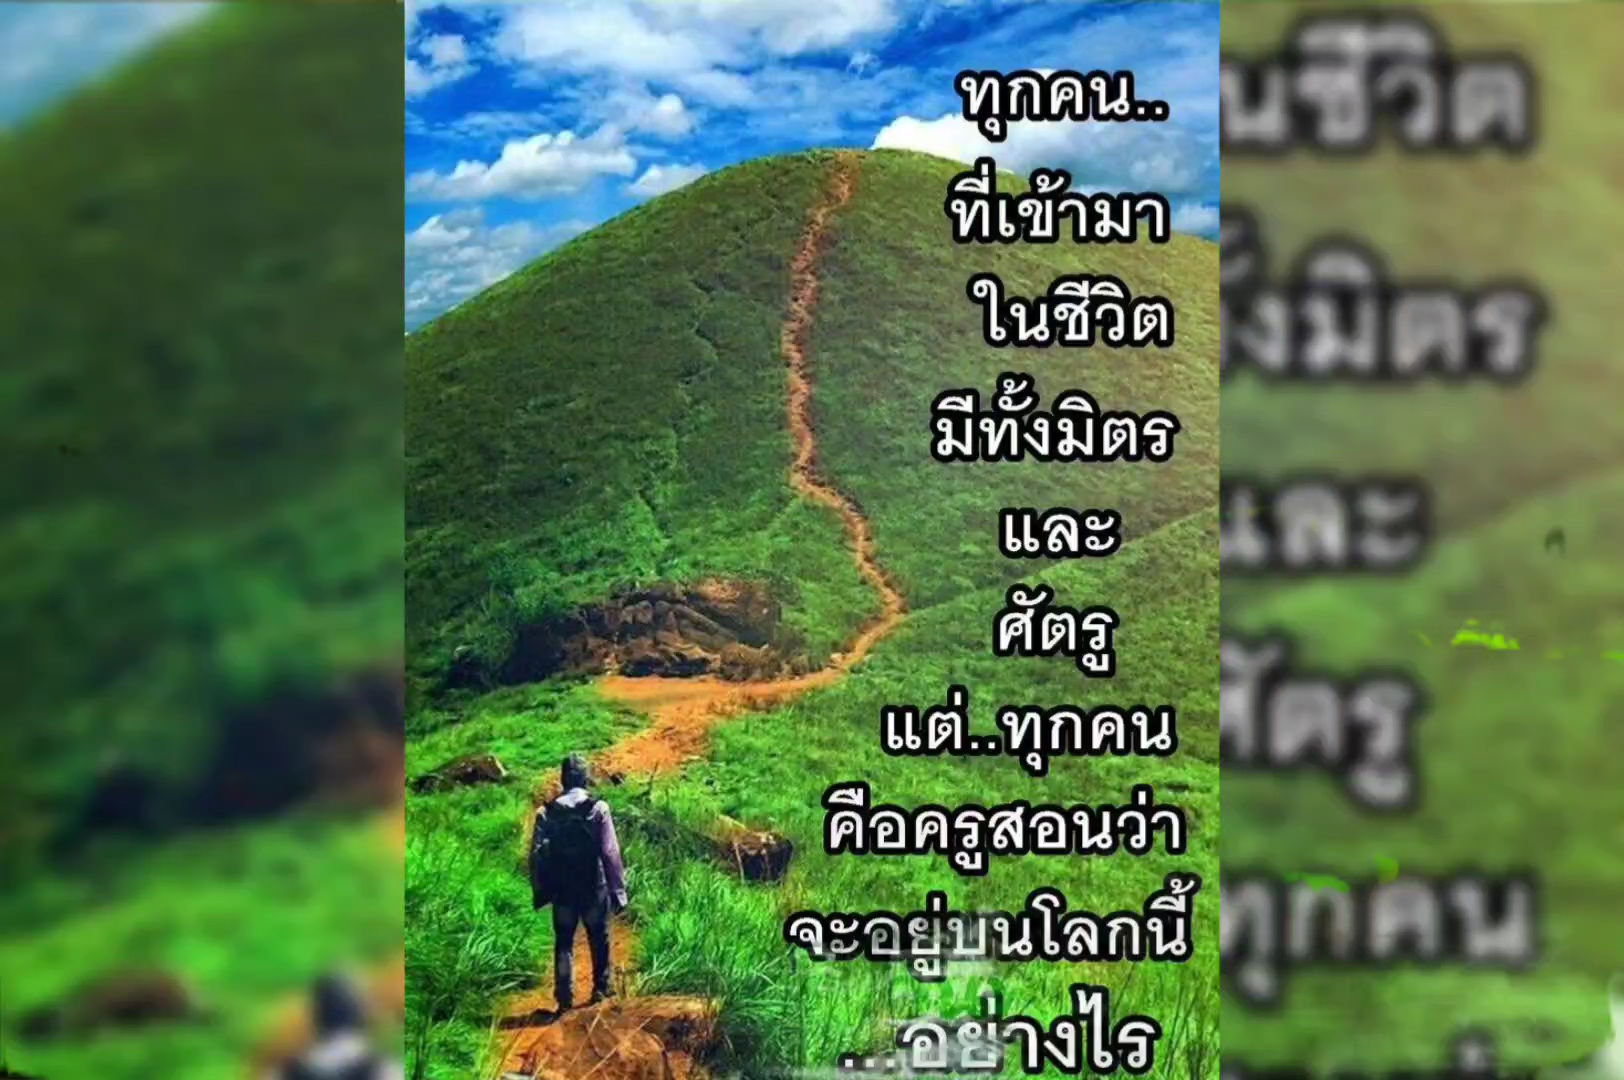 ทุกคน..
ที่เข้ามา
ในชีวิต
มีทั้งมิตร
และ
ศัตรู
แต่..ทุกคน
คือครูสอนว่า
จะอยู่บนโลกนี้
...อย่างไร